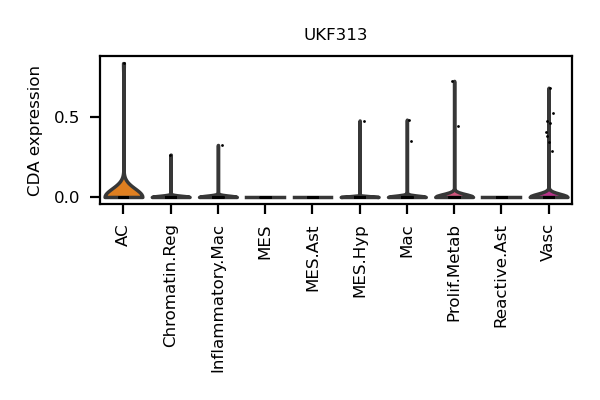 UKF313
CDA expression
0.5
0.0
AC
Chromatin.Reg
Inflammatory.Mac
MES
MES.Ast
MES.Hyp
Mac
Prolif.Metab
Reactive.Ast
Vasc